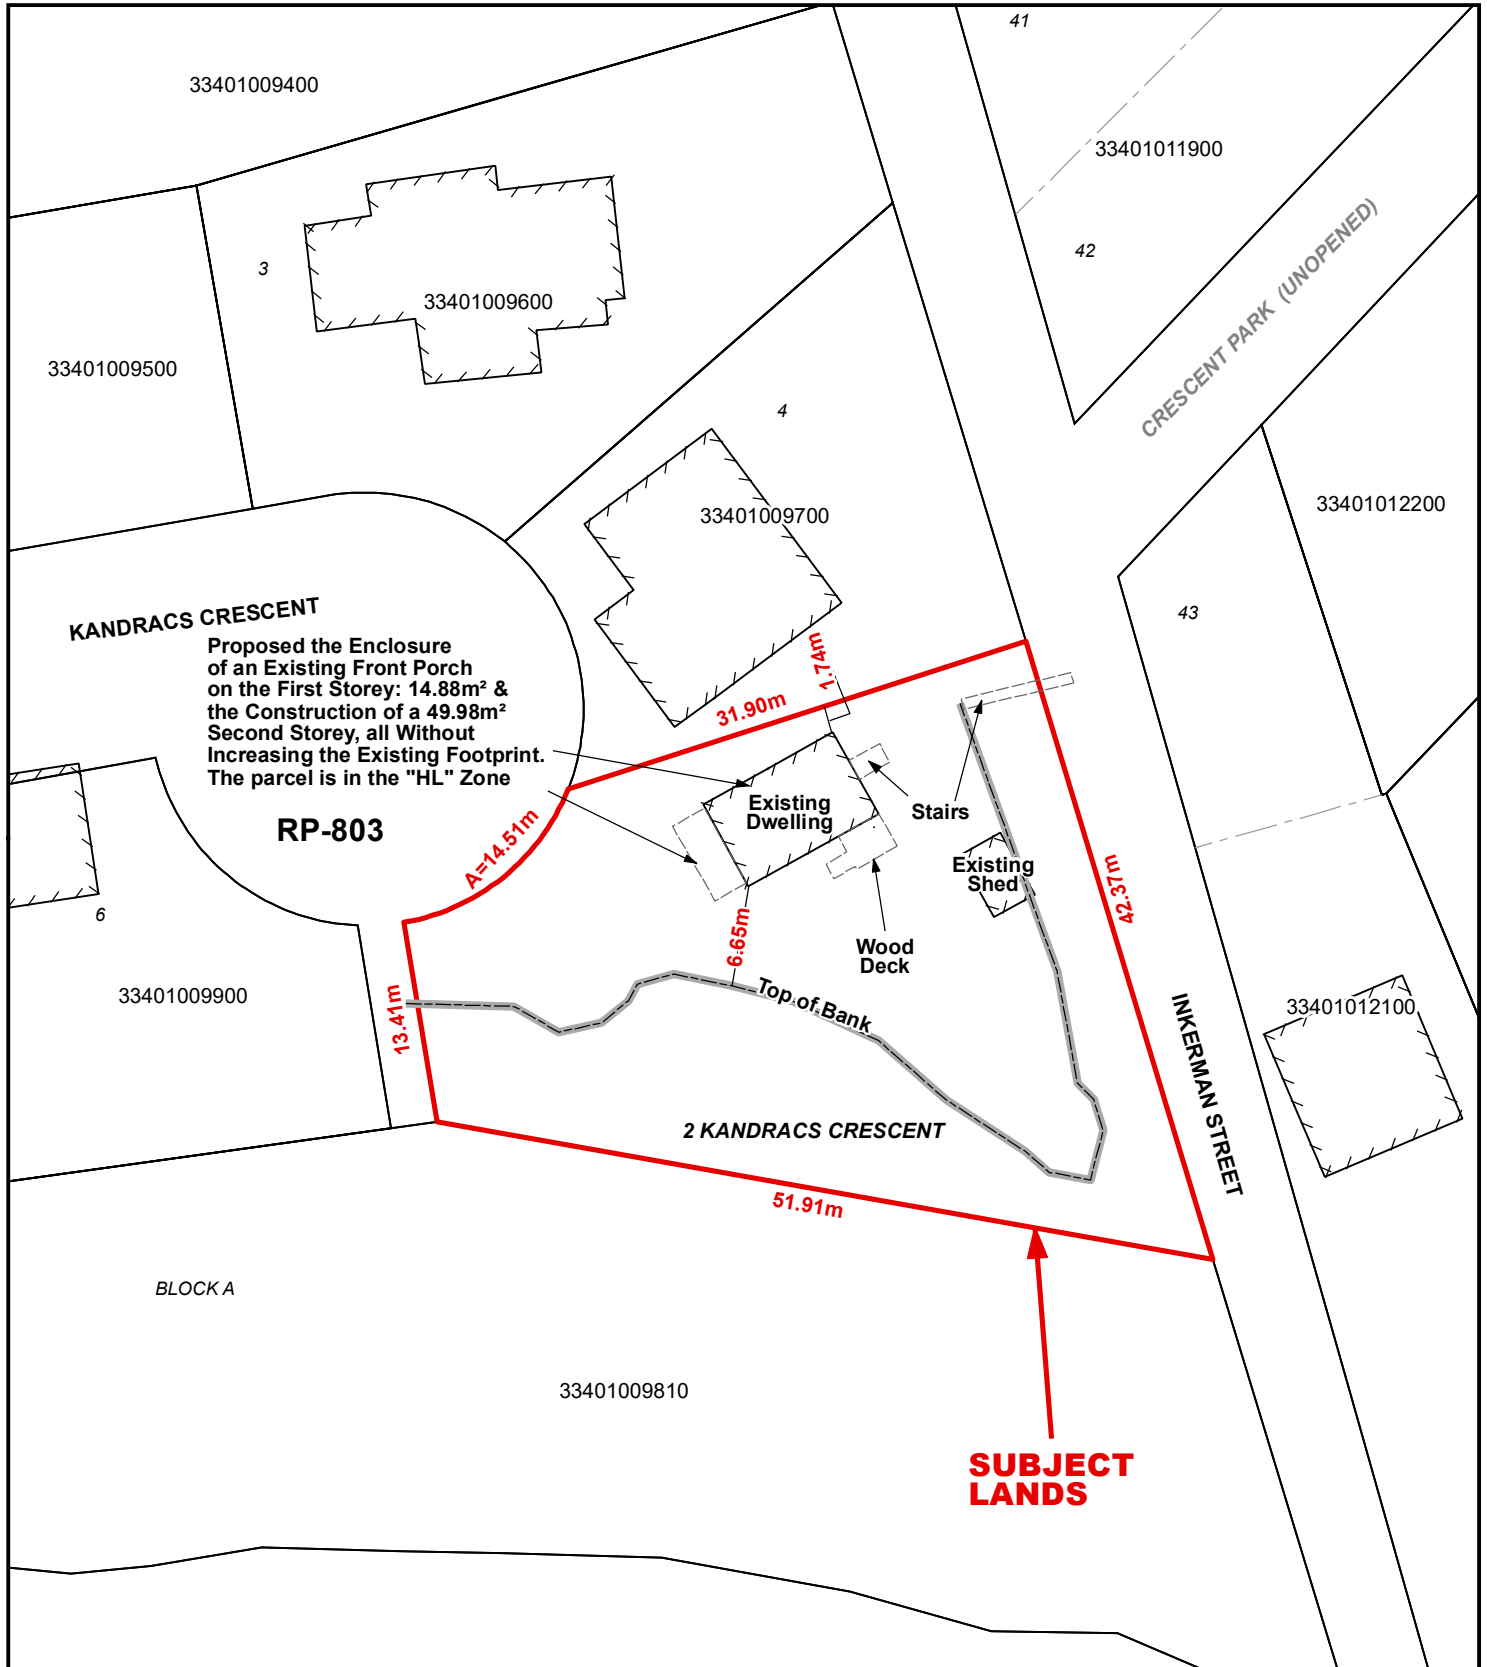 41
33401009400
33401011900
CRESCENT PARK (UNOPENED)
42
3
33401009600
33401009500
4
33401009700
33401012200
KANDRACS CRESCENT
43
Proposed the Enclosure
of an Existing Front Porch
on the First Storey: 14.88m² &
the Construction of a 49.98m²
Second Storey, all Without
Increasing the Existing Footprint.
The parcel is in the "HL" Zone
RP-803
1.74m
31.90m
A=14.51m
Existing
Dwelling
Stairs
Existing
Shed
42.37m
6
6.65m
Wood
Deck
33401009900
13.41m
Top of Bank
33401012100
INKERMAN STREET
2 KANDRACS CRESCENT
51.91m
BLOCK A
33401009810
SUBJECT
LANDS